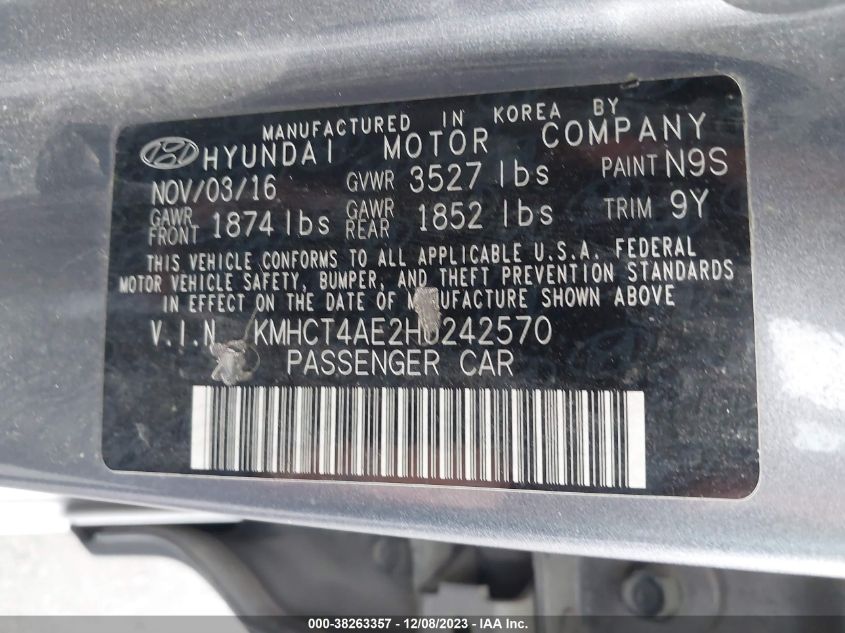 MANUFACTURED IN KOREA BY
HYUNDAI MOTOR COMPANY
NOV/03/16 GVWR 3527 lbs PAINT N9S
GAWR FRONT 1874 lbs GAWR REAR 1852 lbs TRIM 9Y
THIS VEHICLE CONFORMS TO ALL APPLICABLE U.S.A. FEDERAL
MOTOR VEHICLE SAFETY, BUMPER, AND THEFT PREVENTION STANDARDS
IN EFFECT ON THE DATE OF MANUFACTURE SHOWN ABOVE
V.I.N KMHCT4AE2HU242570
PASSENGER CAR
000-38263357 - 12/08/2023 - IAA Inc.